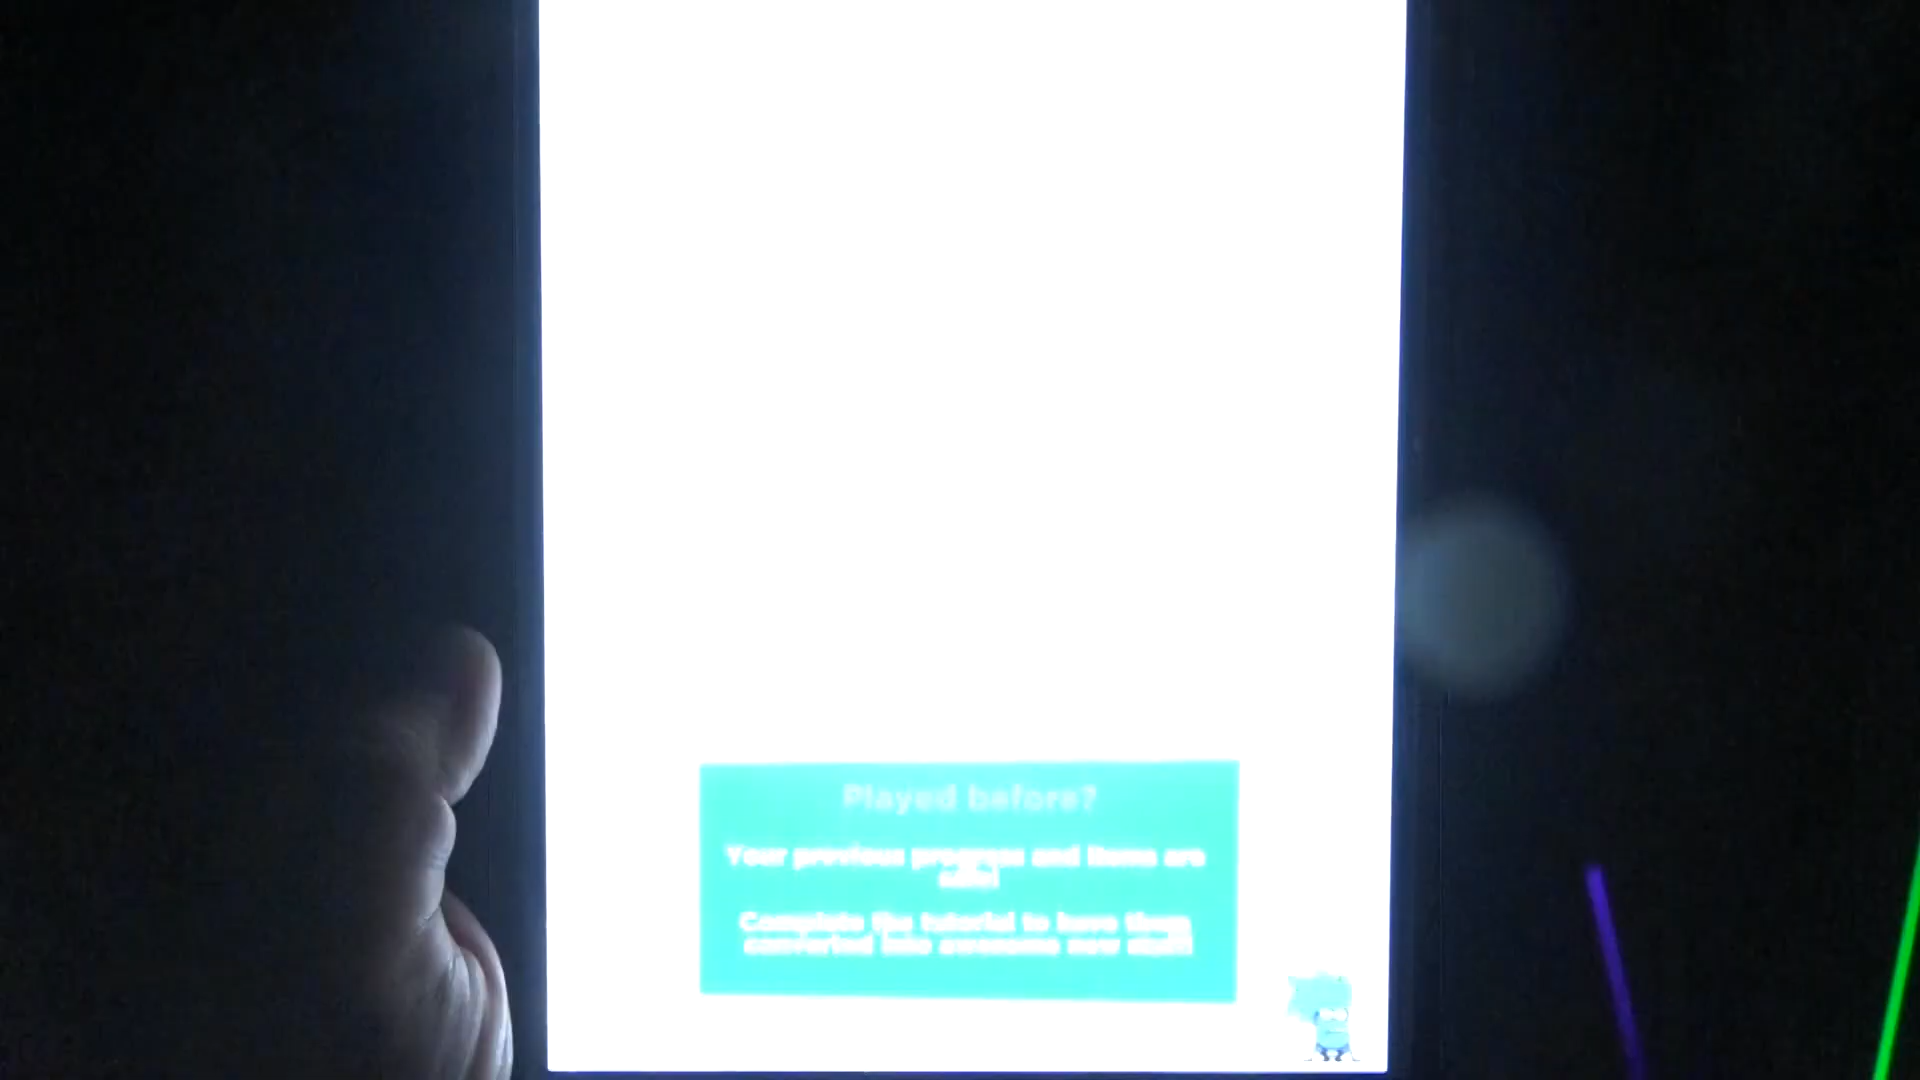 Played before?
Your previous progress and items are
safe!
Complete the tutorial to have them
converted into awesome new stuff!